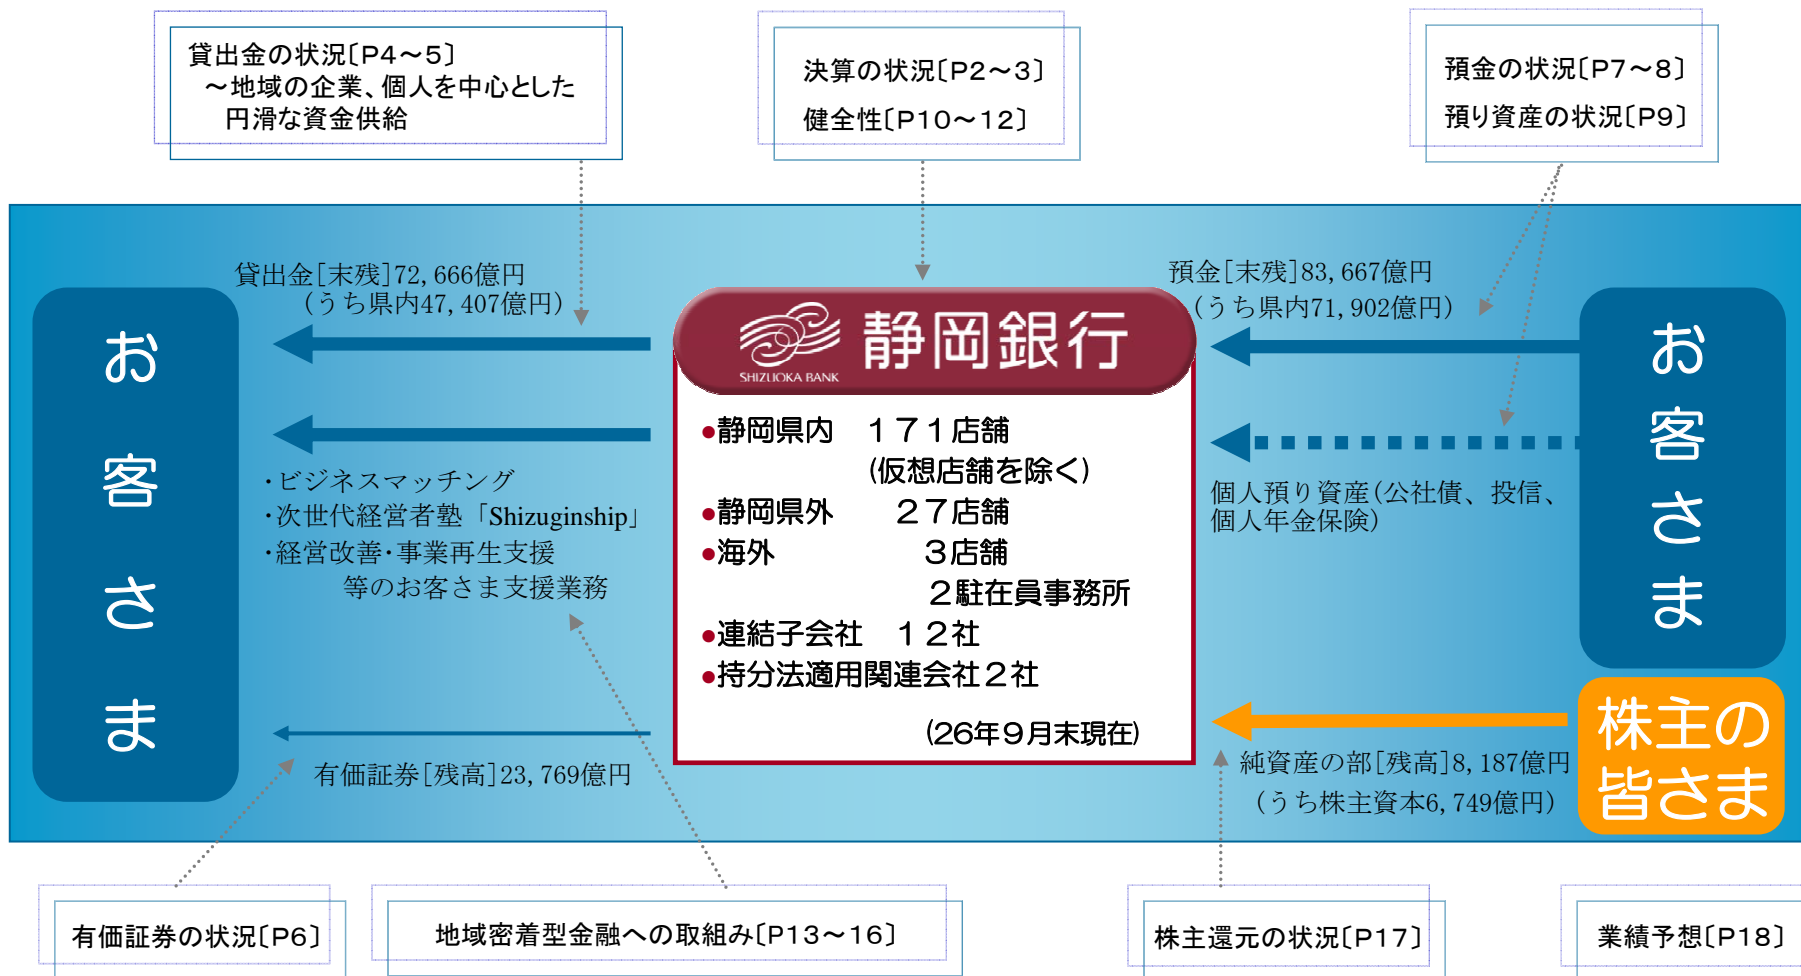 貸出金の状況〔P4～5〕
～地域の企業、個人を中心とした
円滑な資金供給
決算の状況〔P2～3〕
健全性〔P10～12〕
預金の状況〔P7～8〕
預り資産の状況〔P9〕
貸出金［末残］72,666億円
（うち県内47,407億円）
預金［末残］83,667億円
（うち県内71,902億円）
お客さま
SHIZUOKA BANK
静岡銀行
●静岡県内　１７１店舗
(仮想店舗を除く)
●静岡県外　２７店舗
●海外　３店舗
２駐在員事務所
●連結子会社　１２社
●持分法適用関連会社２社
(26年９月末現在)
・ビジネスマッチング
・次世代経営者塾「Shizuginship」
・経営改善・事業再生支援
等のお客さま支援業務
有価証券［残高］23,769億円
お客さま
個人預り資産(公社債、投信、
個人年金保険)
株主の
皆さま
純資産の部［残高］8,187億円
（うち株主資本6,749億円）
有価証券の状況〔P6〕
地域密着型金融への取組み〔P13～16〕
株主還元の状況〔P17〕
業績予想〔P18〕